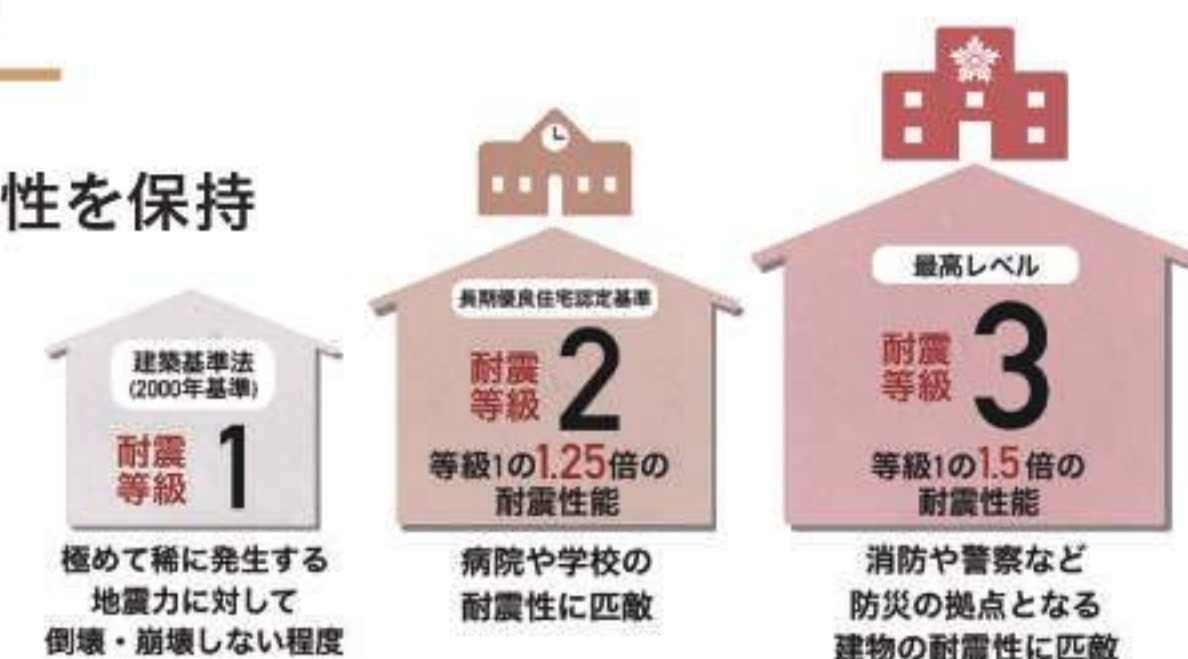 性を保持
建築基準法
(2000年基準)
耐震
等級 1
極めて稀に発生する
地震力に対して
倒壊・崩壊しない程度
長期優良住宅認定基準
耐震
等級 2
等級1の1.25倍の
耐震性能
病院や学校の
耐震性に匹敵
最高レベル
耐震
等級 3
等級1の1.5倍の
耐震性能
消防や警察など
防災の拠点となる
建物の耐震性に匹敵